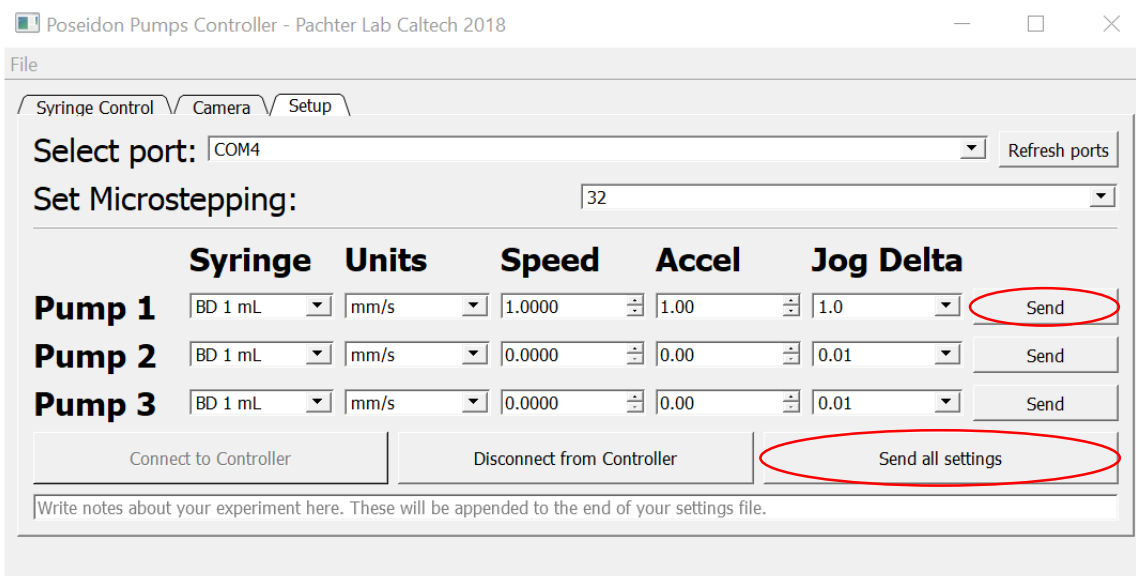 Poseidon Pumps Controller - Pachter Lab Caltech 2018
File
Syringe Control Camera Setup
Select port: COM4 Refresh ports
Set Microstepping: 32
Syringe Units Speed Accel Jog Delta
Pump 1 BD 1 mL mm/s 1.0000 1.00 1.0 Send
Pump 2 BD 1 mL mm/s 0.0000 0.00 0.01 Send
Pump 3 BD 1 mL mm/s 0.0000 0.00 0.01 Send
Connect to Controller Disconnect from Controller Send all settings
Write notes about your experiment here. These will be appended to the end of your settings file.